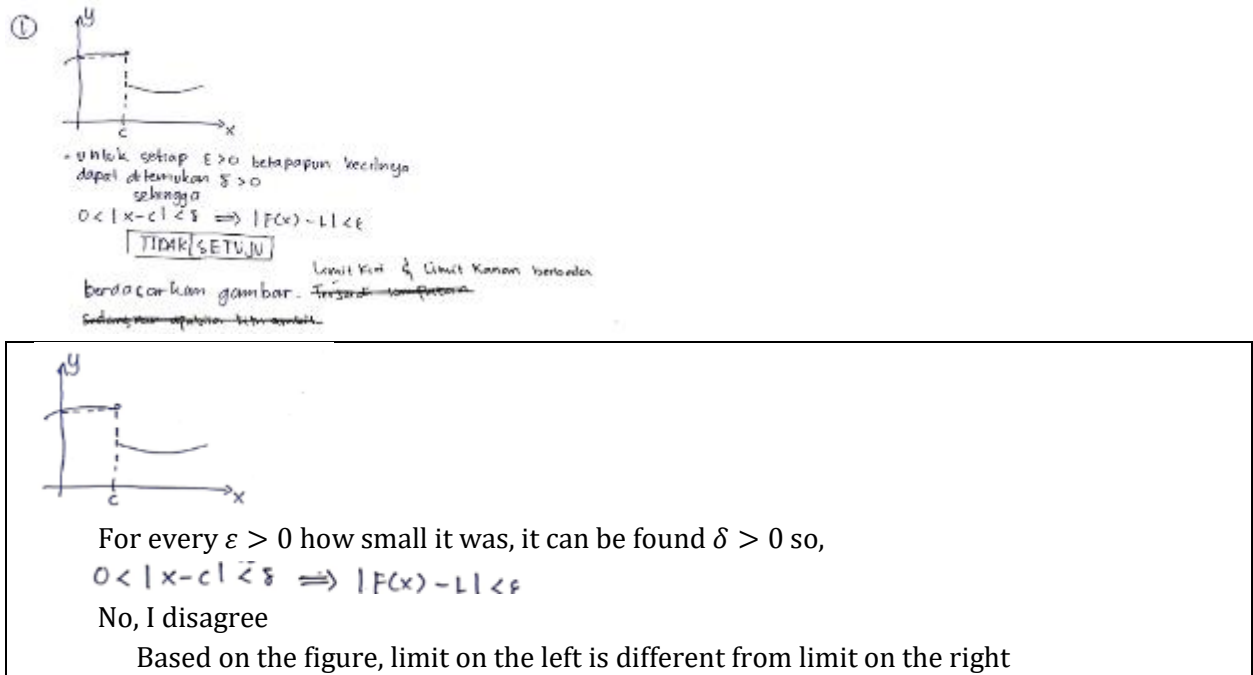 ①
y
c
x
- untuk setiap ε>0 betapapun kecilnya
dapat ditemukan δ>0
sehingga
0<|x-c|<δ ⟹ |F(x)-L|<ε
TIDAK SETUJU
Limit Kiri & Limit Kanan berbeda
berdasarkan gambar.
y
c
x
For every ε > 0 how small it was, it can be found δ > 0 so,
0<|x-c|<δ ⟹ |F(x)-L|<ε
No, I disagree
Based on the figure, limit on the left is different from limit on the right